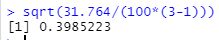 > sqrt(31.764/(100*(3-1)))
[1] 0.3985223